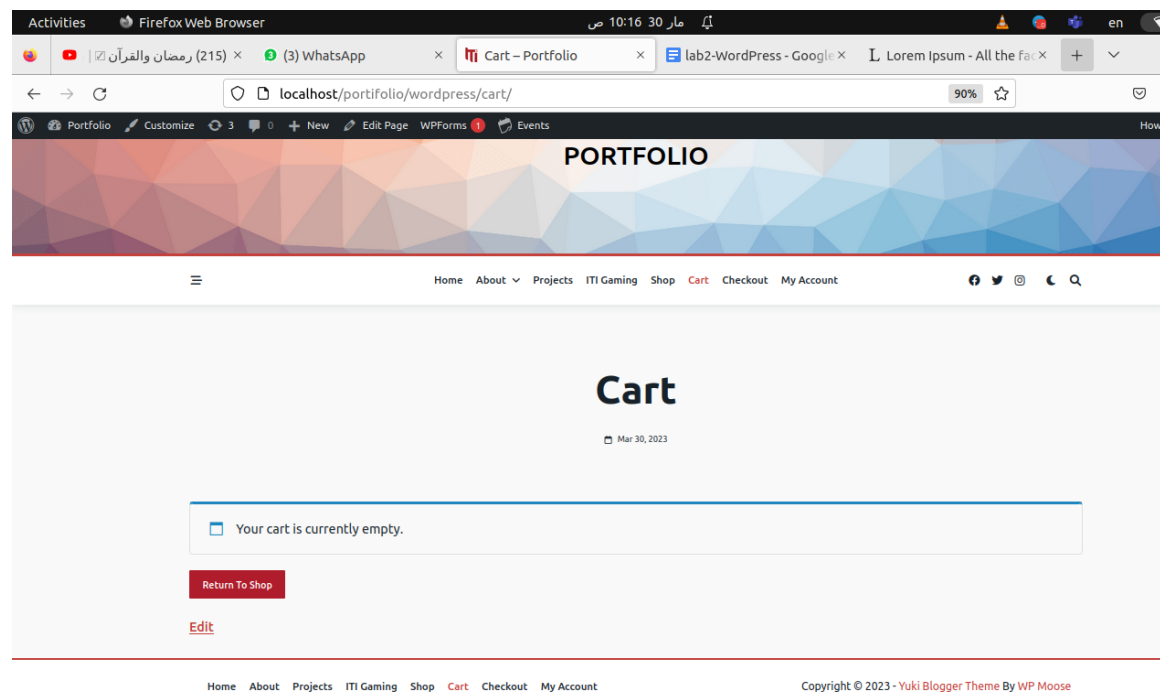 Activities Firefox Web Browser مار 30 10:16 ص en
(215) رمضان والقرآن (3) WhatsApp Cart – Portfolio lab2-WordPress - Google Lorem Ipsum - All the fac
localhost/portifolio/wordpress/cart/ 90%
Portfolio Customize 3 0 New Edit Page WPForms 1 Events How
PORTFOLIO
Home About Projects ITI Gaming Shop Cart Checkout My Account
Cart
Mar 30, 2023
Your cart is currently empty.
Return To Shop
Edit
Home About Projects ITI Gaming Shop Cart Checkout My Account Copyright © 2023 - Yuki Blogger Theme By WP Moose